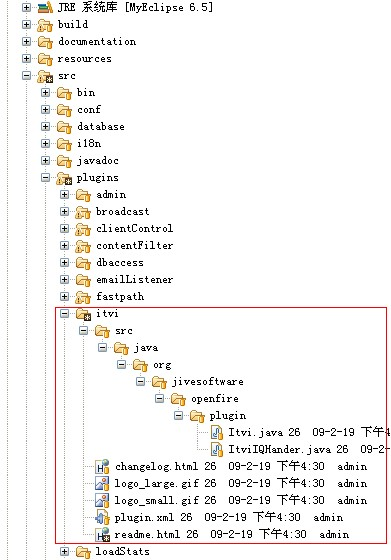 JRE 系统库 [MyEclipse 6.5]
build
documentation
resources
src
bin
conf
database
i18n
javadoc
plugins
admin
broadcast
clientControl
contentFilter
dbaccess
emailListener
fastpath
itvi
src
java
org
jivesoftware
openfire
plugin
Itvi.java 26 09-2-19 下午4
ItviIQHander.java 26 09-2-
changelog.html 26 09-2-19 下午4:30 admin
logo_large.gif 26 09-2-19 下午4:30 admin
logo_small.gif 26 09-2-19 下午4:30 admin
plugin.xml 26 09-2-19 下午4:30 admin
readme.html 26 09-2-19 下午4:30 admin
loadStats